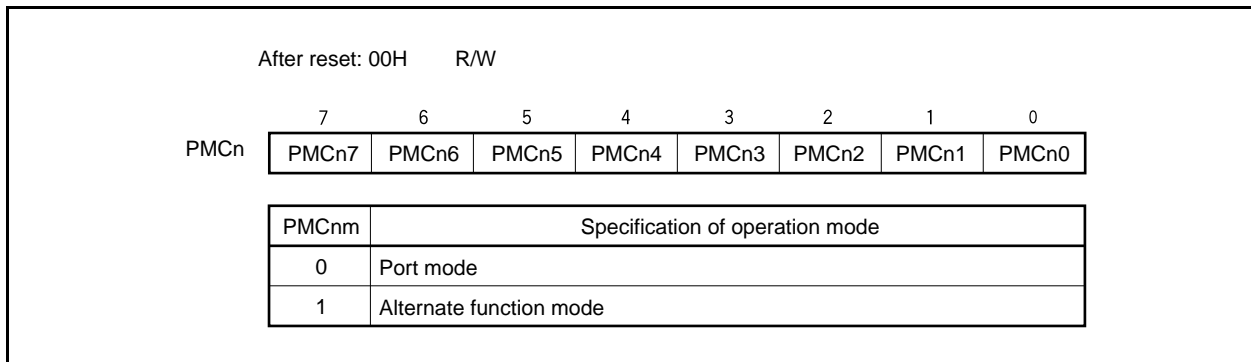 After reset: 00H R/W
7 6 5 4 3 2 1 0
PMCn PMCn7 PMCn6 PMCn5 PMCn4 PMCn3 PMCn2 PMCn1 PMCn0
PMCnm Specification of operation mode
0 Port mode
1 Alternate function mode